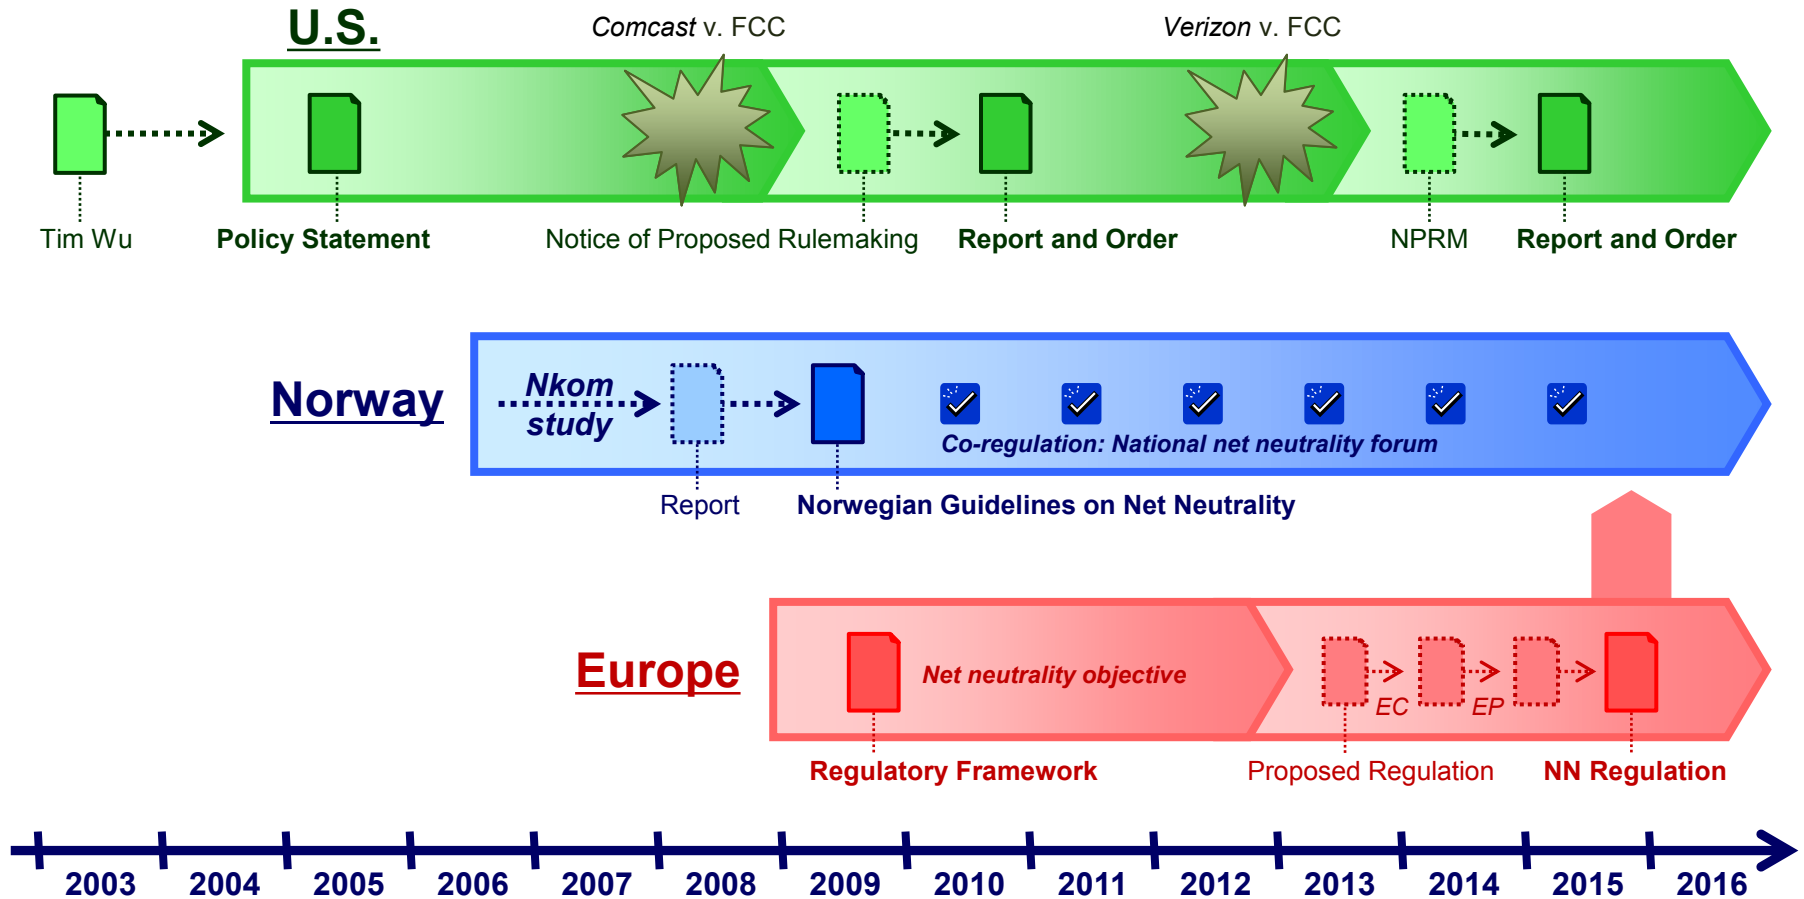 U.S.
Comcast v. FCC
Verizon v. FCC
Tim Wu
Policy Statement
Notice of Proposed Rulemaking
Report and Order
NPRM
Report and Order
Norway
Nkom
study
Co-regulation: National net neutrality forum
Report
Norwegian Guidelines on Net Neutrality
Europe
Net neutrality objective
EC
EP
Regulatory Framework
Proposed Regulation
NN Regulation
2003 2004 2005 2006 2007 2008 2009 2010 2011 2012 2013 2014 2015 2016